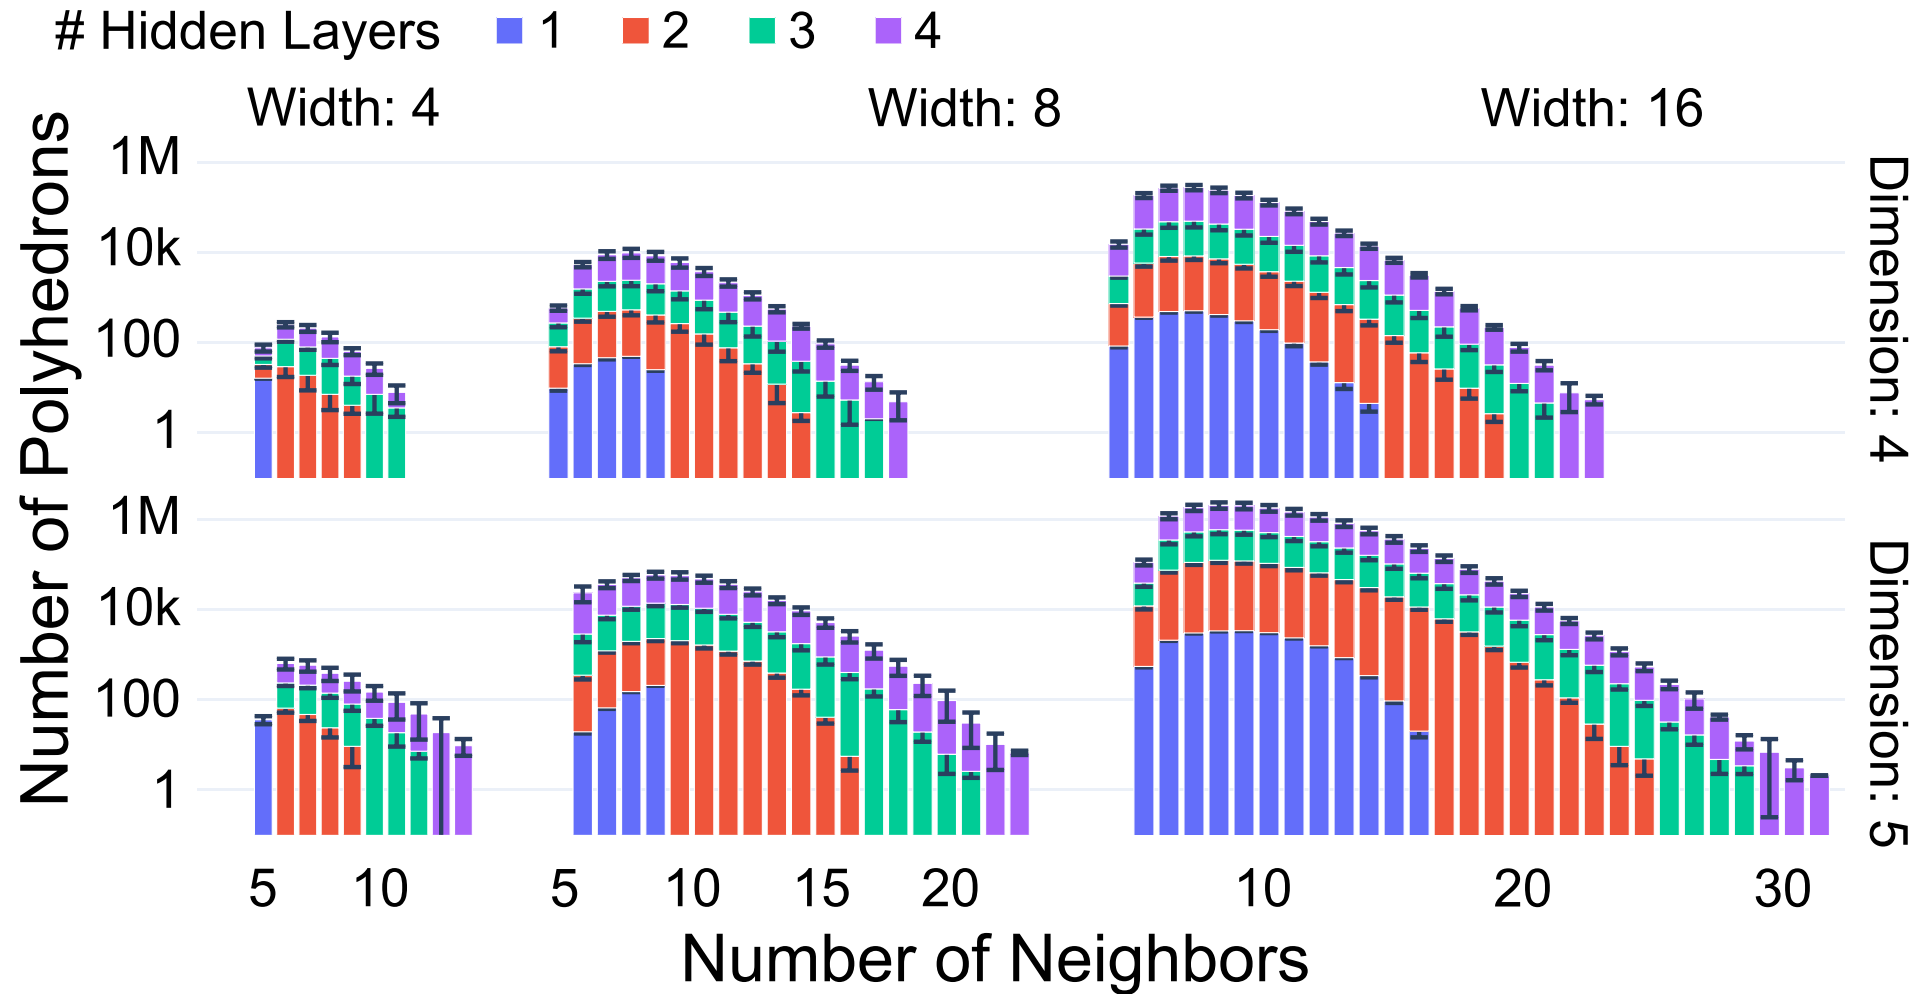 # Hidden Layers 1 2 3 4
Width: 4 Width: 8 Width: 16
Number of Polyhedrons
1M
10k
100
1
Dimension: 4
1M
10k
100
1
Dimension: 5
5 10 5 10 15 20 10 20 30
Number of Neighbors